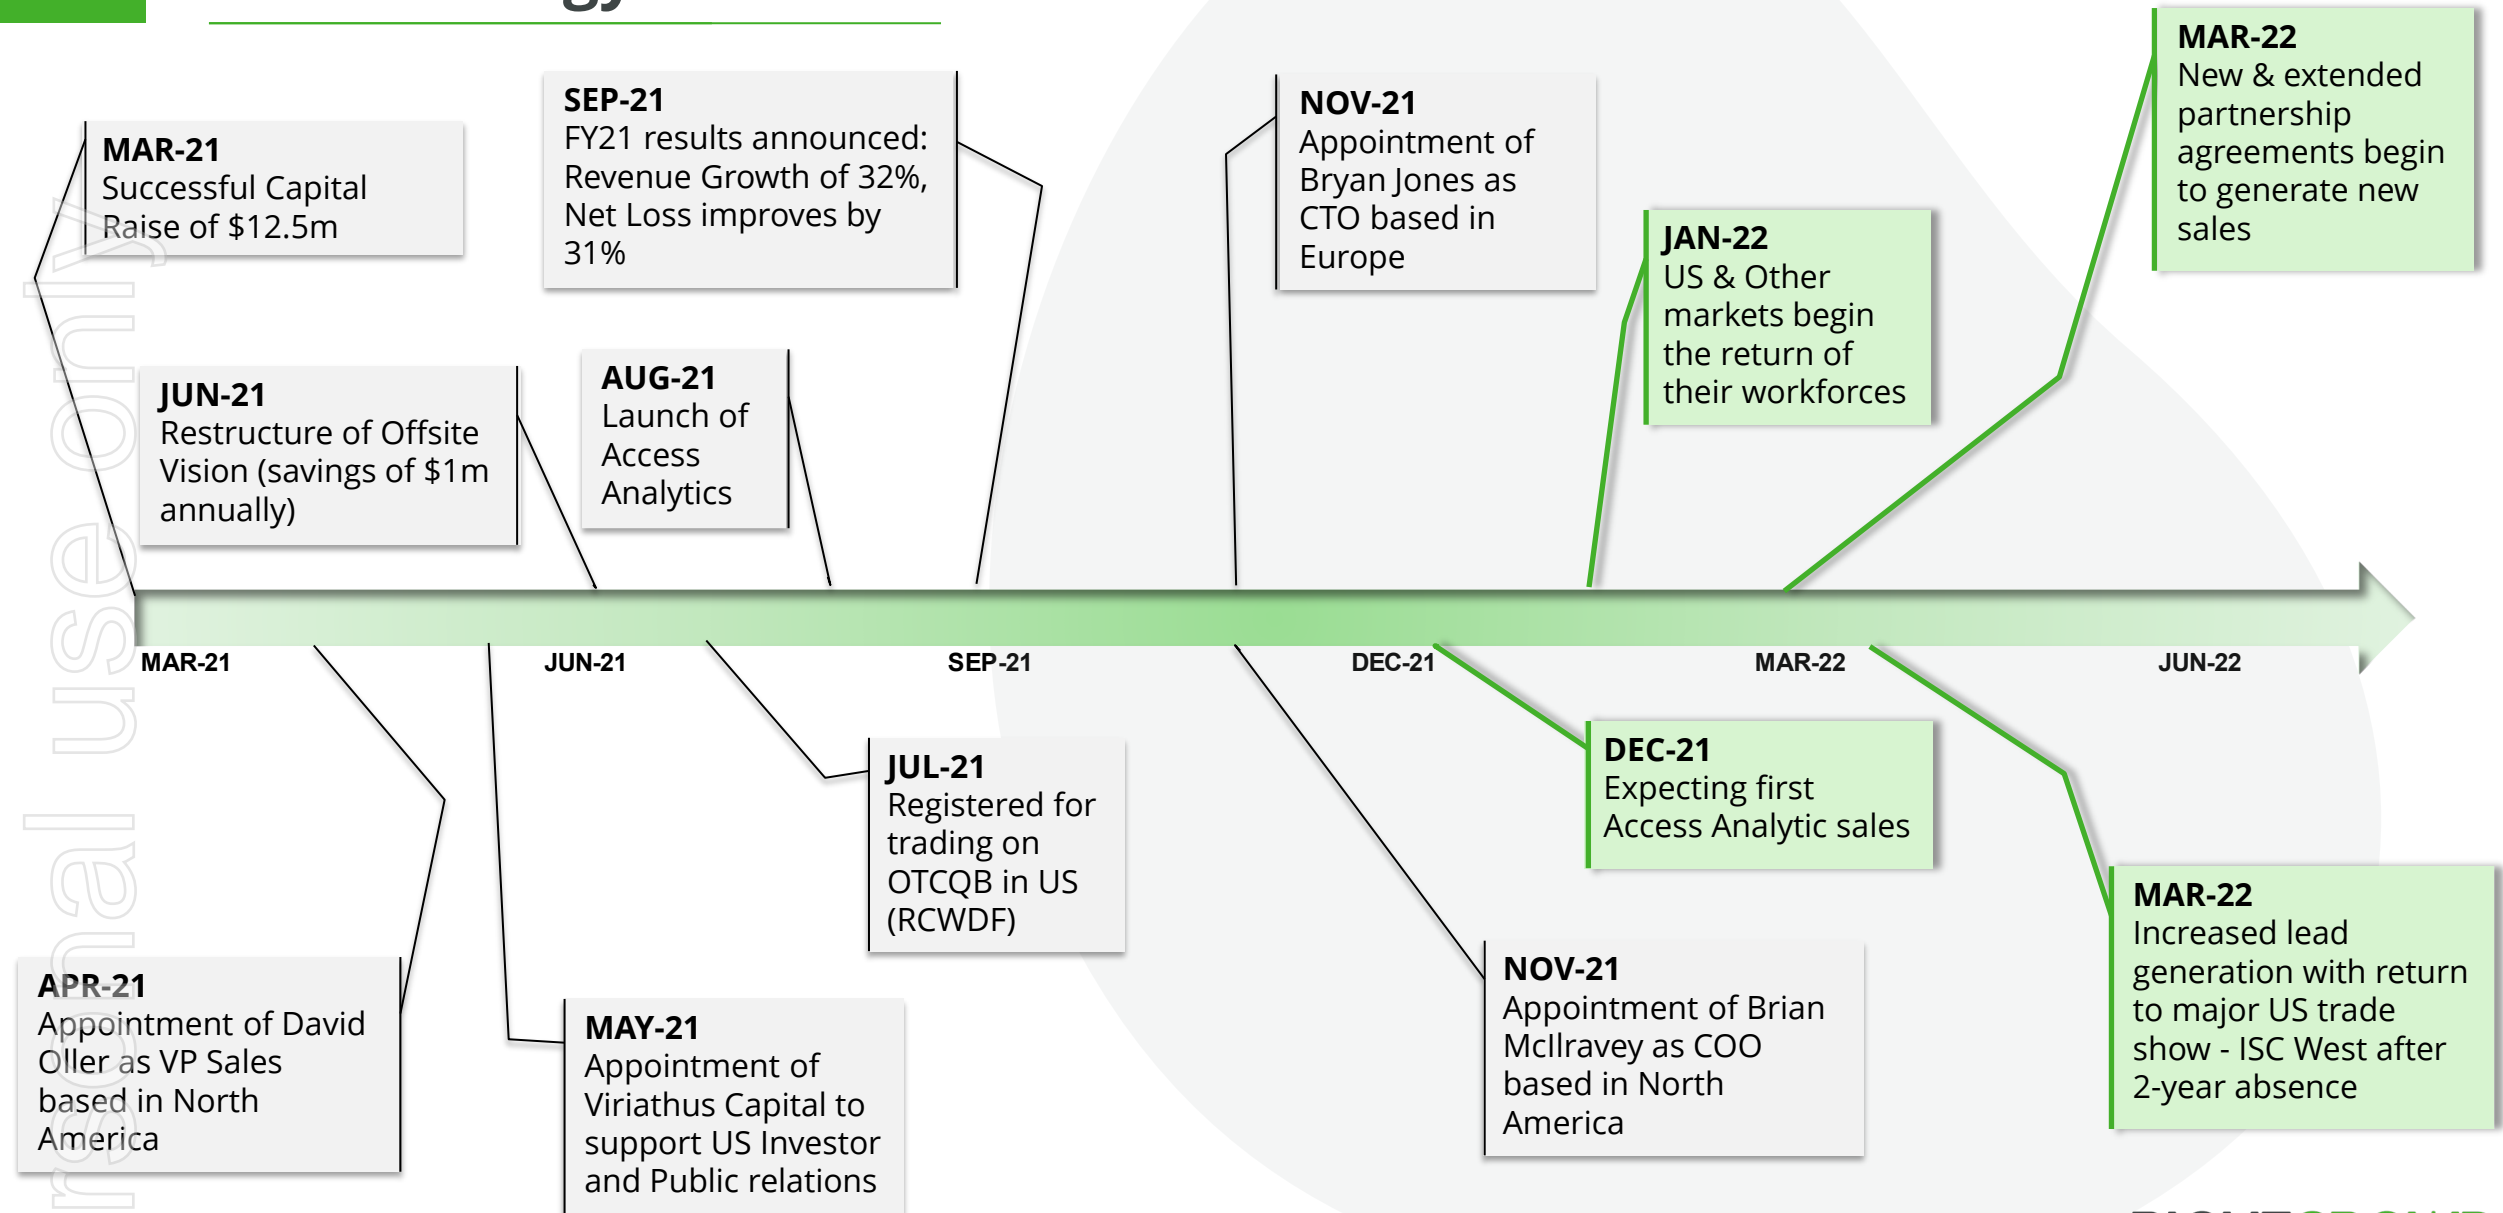 MAR-21
Successful Capital
Raise of $12.5m
SEP-21
FY21 results announced:
Revenue Growth of 32%,
Net Loss improves by
31%
NOV-21
Appointment of
Bryan Jones as
CTO based in
Europe
MAR-22
New & extended
partnership
agreements begin
to generate new
sales
JAN-22
US & Other
markets begin
the return of
their workforces
JUN-21
Restructure of Offsite
Vision (savings of $1m
annually)
AUG-21
Launch of
Access
Analytics
MAR-21
JUN-21
SEP-21
DEC-21
MAR-22
JUN-22
JUL-21
Registered for
trading on
OTCQB in US
(RCWDF)
DEC-21
Expecting first
Access Analytic sales
MAR-22
Increased lead
generation with return
to major US trade
show - ISC West after
2-year absence
APR-21
Appointment of David
Oller as VP Sales
based in North
America
MAY-21
Appointment of
Viriathus Capital to
support US Investor
and Public relations
NOV-21
Appointment of Brian
McIlravey as COO
based in North
America
use only